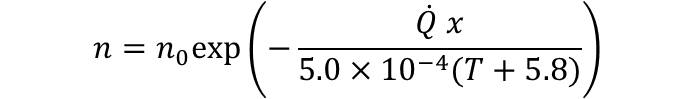 n = n₀exp(−Q̇ x / 5.0 × 10⁻⁴(T + 5.8))